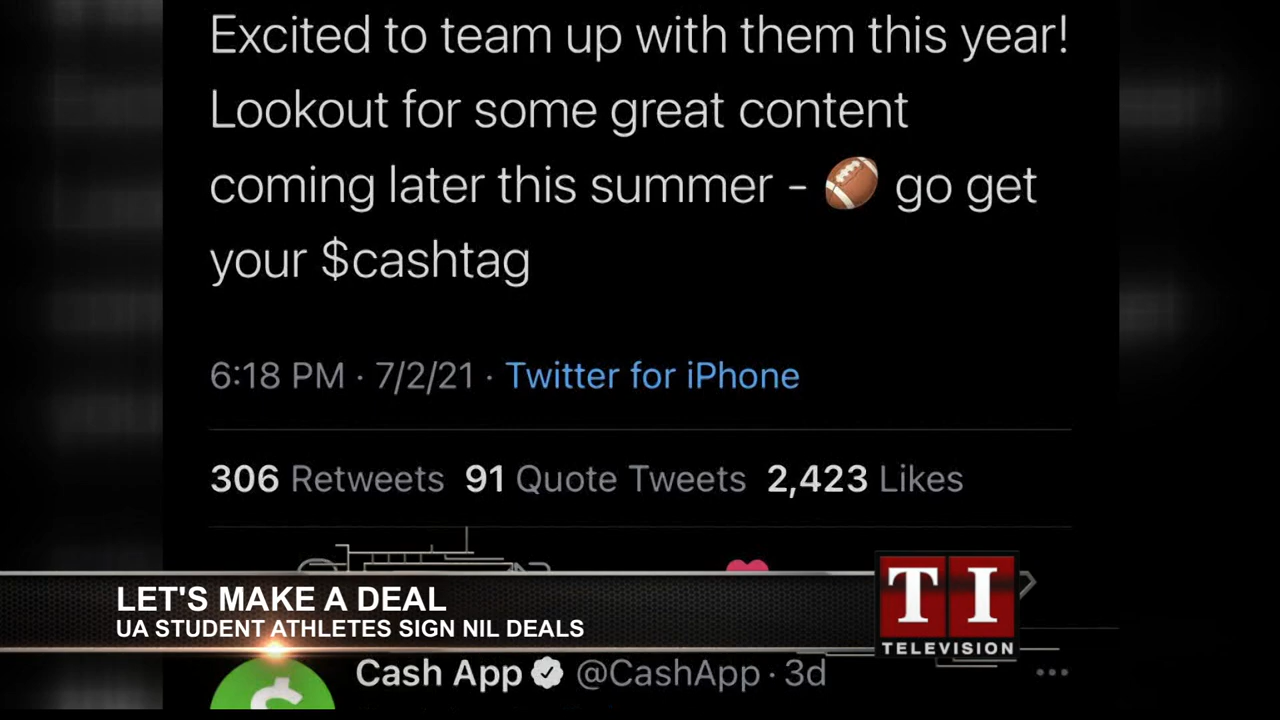 Excited to team up with them this year!
Lookout for some great content
coming later this summer - 🏈 go get
your $cashtag
6:18 PM · 7/2/21 · Twitter for iPhone
306 Retweets 91 Quote Tweets 2,423 Likes
LET'S MAKE A DEAL
UA STUDENT ATHLETES SIGN NIL DEALS
TI
TELEVISION
Cash App @CashApp · 3d